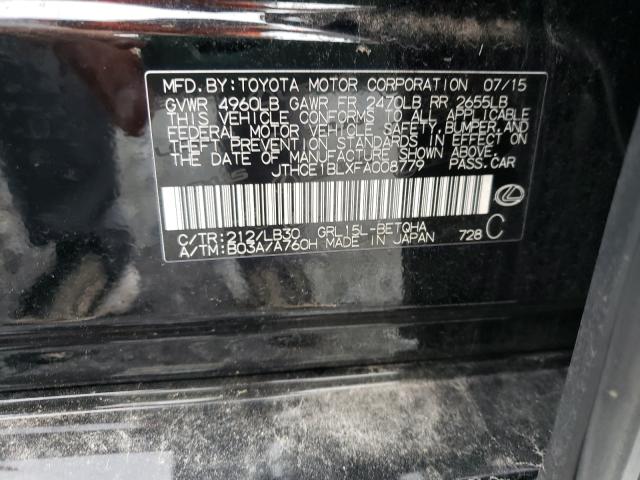 MFD. BY: TOYOTA MOTOR CORPORATION 07/15
GVWR 4960LB GAWR FR 2470LB RR 2655LB
THIS VEHICLE CONFORMS TO ALL APPLICABLE
FEDERAL MOTOR VEHICLE SAFETY, BUMPER, AND
THEFT PREVENTION STANDARDS IN EFFECT ON
THE DATE OF MANUFACTURE SHOWN ABOVE.
JTHCE1BLXFA008779 PASS.CAR
C/TR:212/LB30 GRL15L-BETQHA
A/TM:B03A/A760H MADE IN JAPAN 728 C